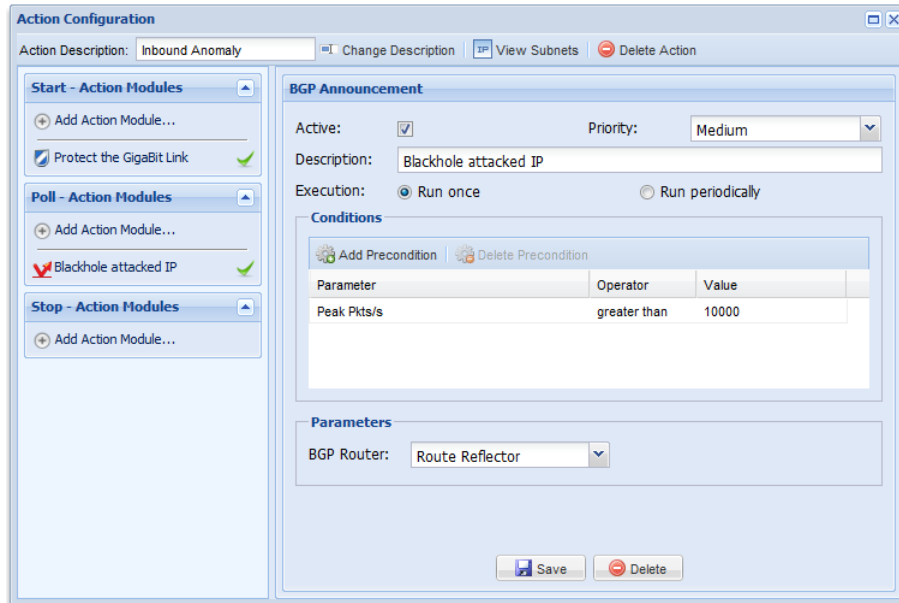 Action Configuration
Action Description: Inbound Anomaly Change Description IP View Subnets Delete Action
Start - Action Modules
Add Action Module...
Protect the GigaBit Link
Poll - Action Modules
Add Action Module...
Blackhole attacked IP
Stop - Action Modules
Add Action Module...
BGP Announcement
Active: Priority: Medium
Description: Blackhole attacked IP
Execution: Run once Run periodically
Conditions
Add Precondition Delete Precondition
Parameter Operator Value
Peak Pkts/s greater than 10000
Parameters
BGP Router: Route Reflector
Save Delete